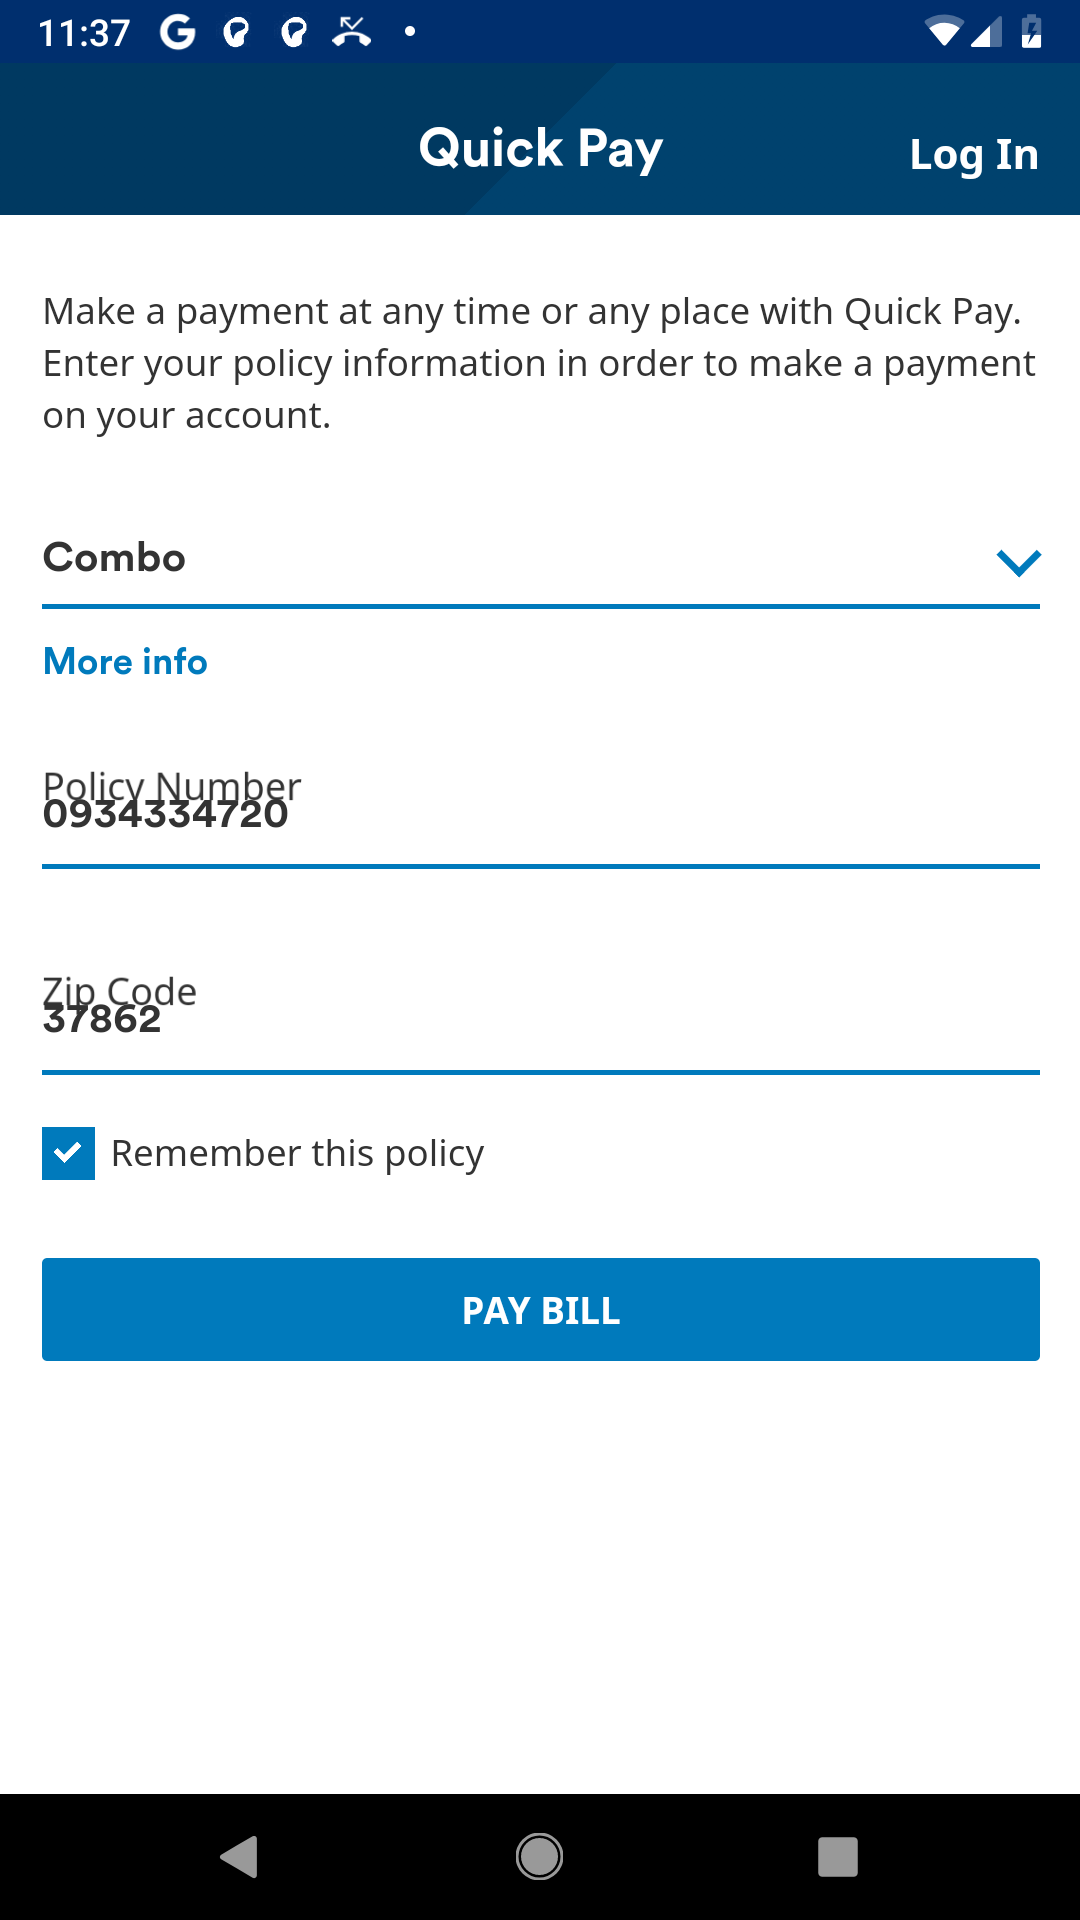 11:37
Quick Pay
Log In
Make a payment at any time or any place with Quick Pay.
Enter your policy information in order to make a payment
on your account.
Combo
More info
Policy Number
0934334720
Zip Code
37862
Remember this policy
PAY BILL